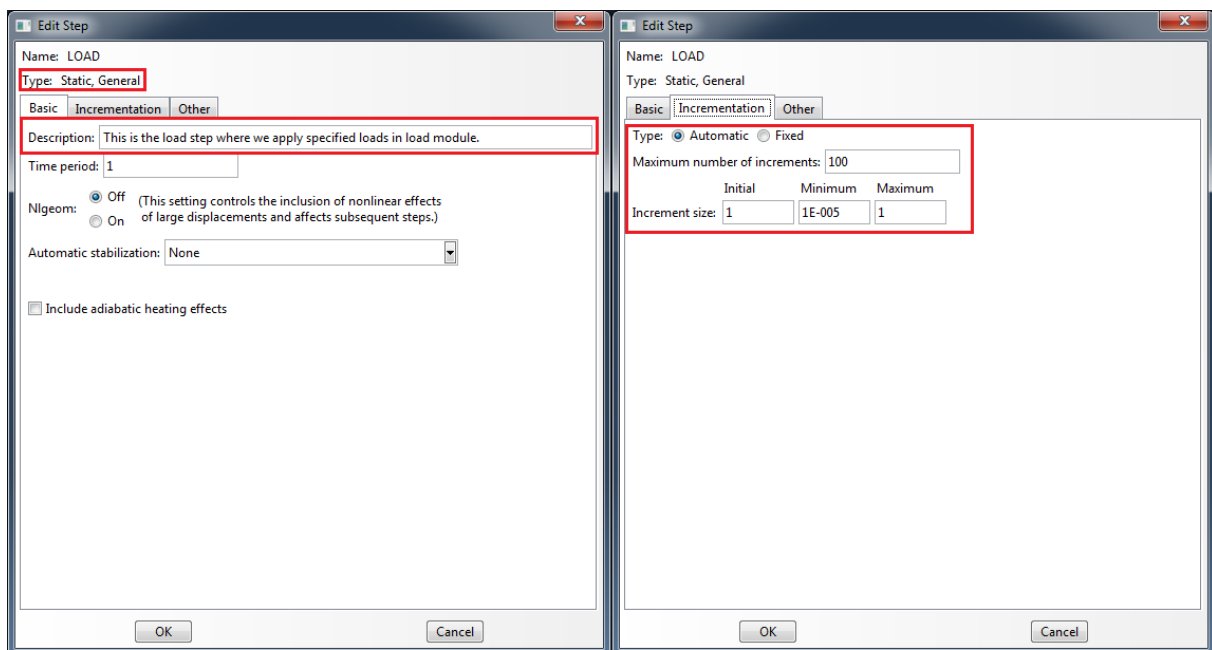 Edit Step
Name: LOAD
Type: Static, General
Basic Incrementation Other
Description: This is the load step where we apply specified loads in load module.
Time period: 1
Nlgeom: Off (This setting controls the inclusion of nonlinear effects
On of large displacements and affects subsequent steps.)
Automatic stabilization: None
Include adiabatic heating effects
OK Cancel
Edit Step
Name: LOAD
Type: Static, General
Basic Incrementation Other
Type: Automatic Fixed
Maximum number of increments: 100
Initial Minimum Maximum
Increment size: 1 1E-005 1
OK Cancel